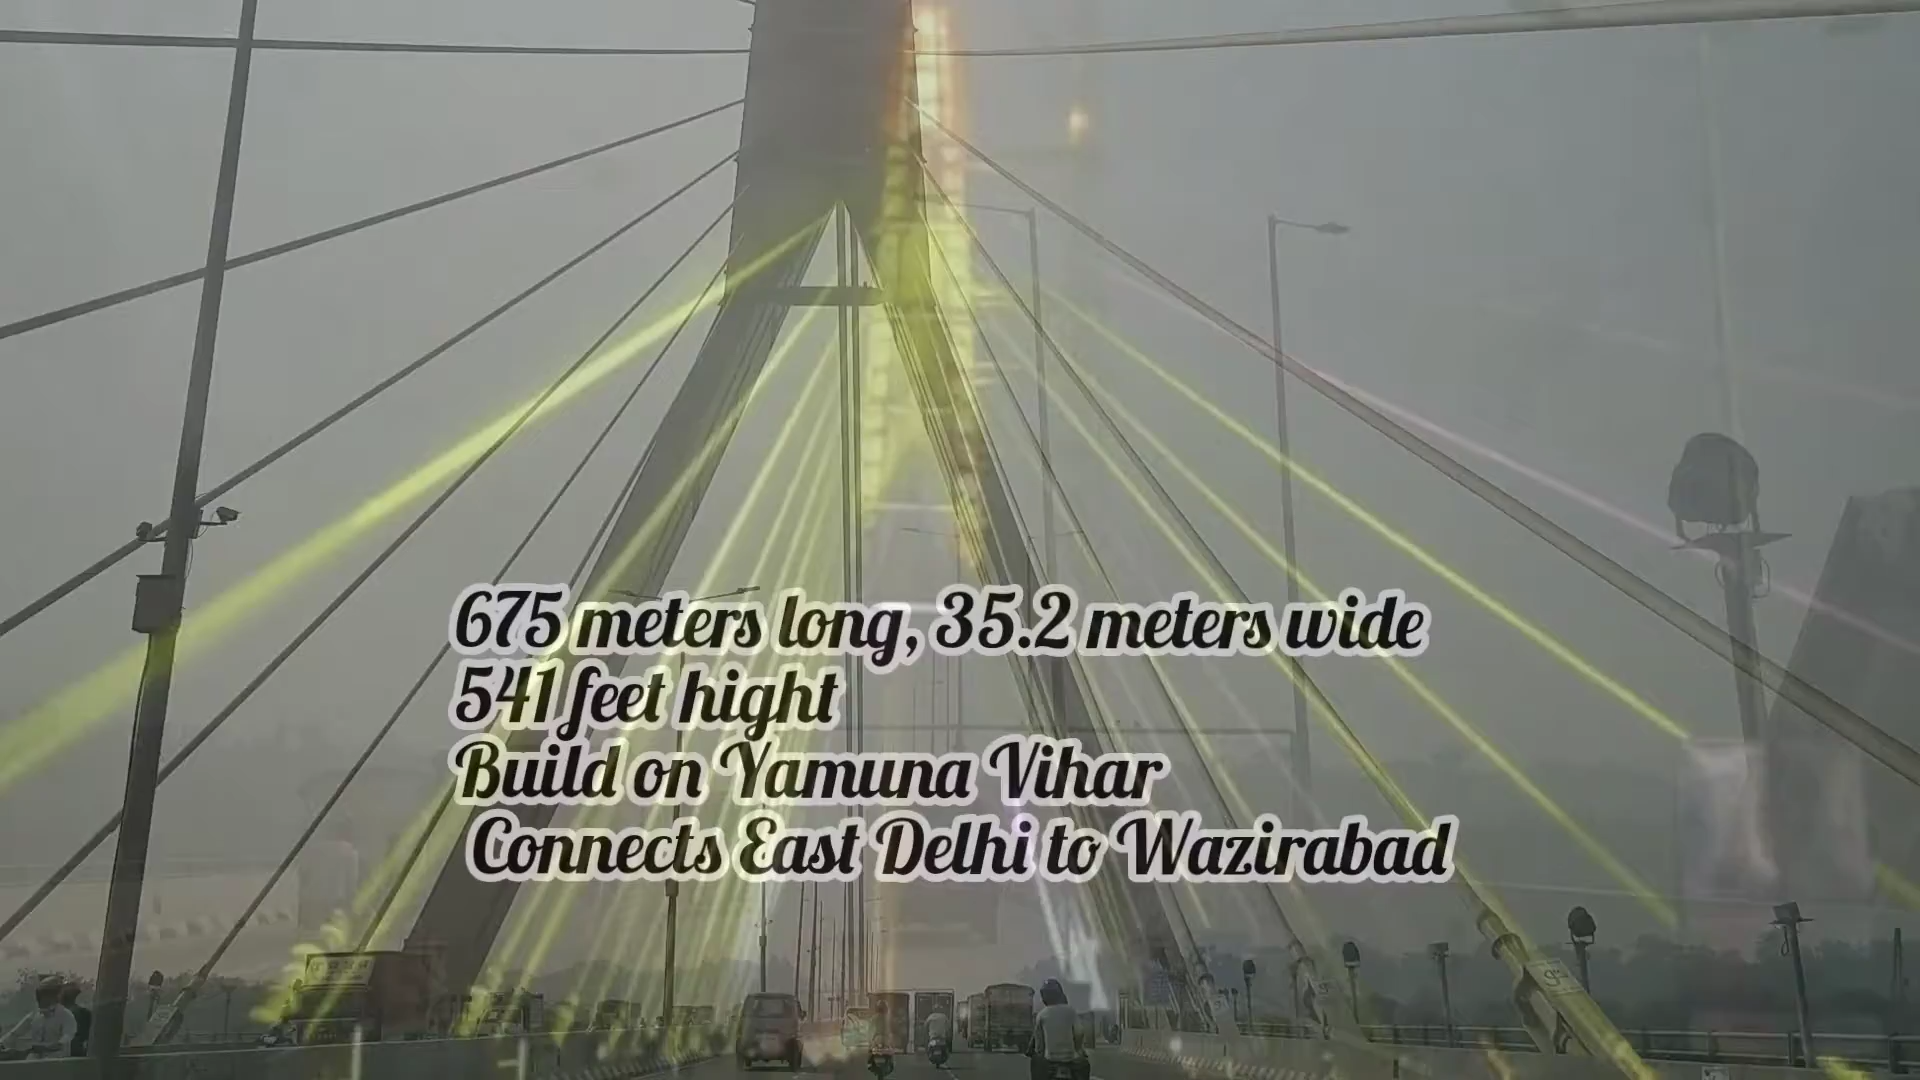 675 meters long, 35.2 meters wide
541 feet hight
Build on Yamuna Vihar
Connects East Delhi to Wazirabad